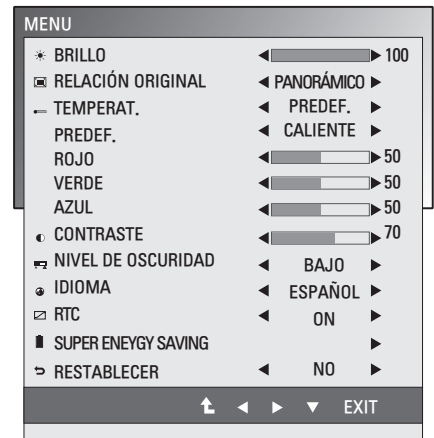 MENU
BRILLO 100
RELACIÓN ORIGINAL PANORÁMICO
TEMPERAT. PREDEF.
PREDEF. CALIENTE
ROJO 50
VERDE 50
AZUL 50
CONTRASTE 70
NIVEL DE OSCURIDAD BAJO
IDIOMA ESPAÑOL
RTC ON
SUPER ENEYGY SAVING
RESTABLECER NO
EXIT